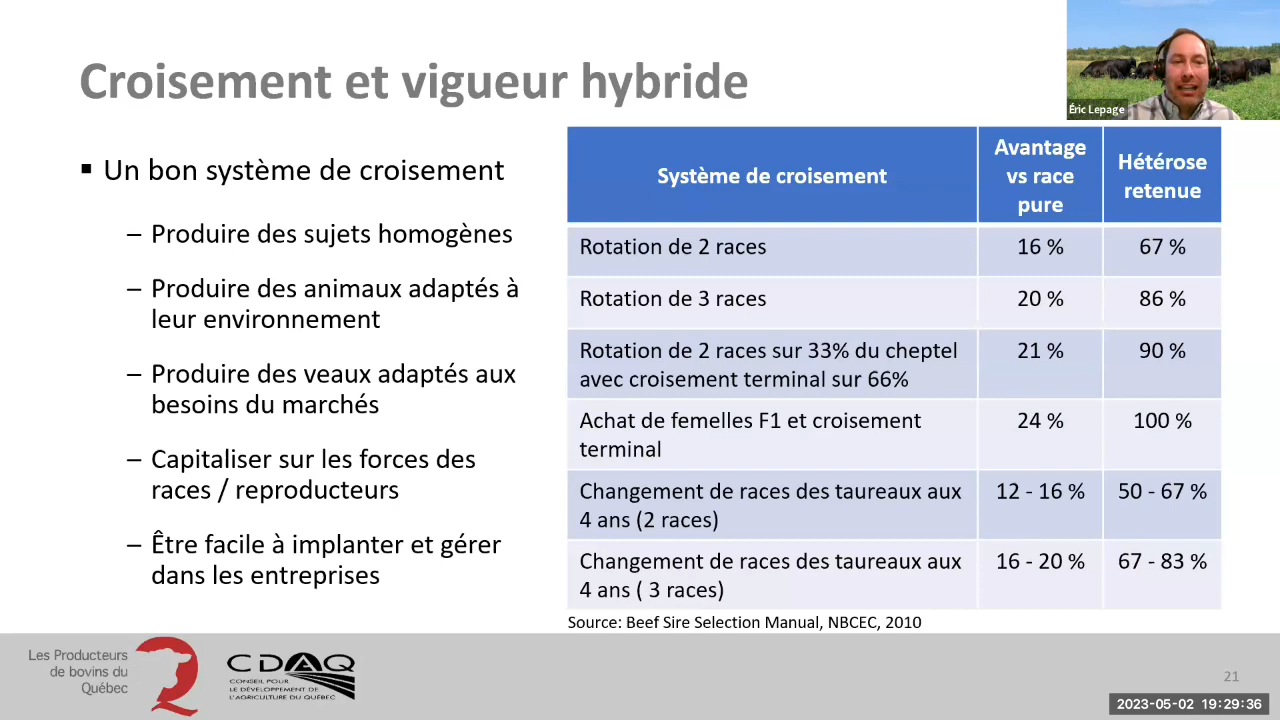 Croisement et vigueur hybride
Éric Lepage
▪ Un bon système de croisement
– Produire des sujets homogènes
– Produire des animaux adaptés à
leur environnement
– Produire des veaux adaptés aux
besoins du marchés
– Capitaliser sur les forces des
races / reproducteurs
– Être facile à implanter et gérer
dans les entreprises
Système de croisement
Avantage
vs race
pure
Hétérose
retenue
Rotation de 2 races 16 % 67 %
Rotation de 3 races 20 % 86 %
Rotation de 2 races sur 33% du cheptel 21 % 90 %
avec croisement terminal sur 66%
Achat de femelles F1 et croisement 24 % 100 %
terminal
Changement de races des taureaux aux 12 - 16 % 50 - 67 %
4 ans (2 races)
Changement de races des taureaux aux 16 - 20 % 67 - 83 %
4 ans ( 3 races)
Source: Beef Sire Selection Manual, NBCEC, 2010
Les Producteurs
de bovins du
Québec
CDAQ
CONSEIL POUR
LE DÉVELOPPEMENT DE
L'AGRICULTURE DU QUÉBEC
21
2023-05-02 19:29:36